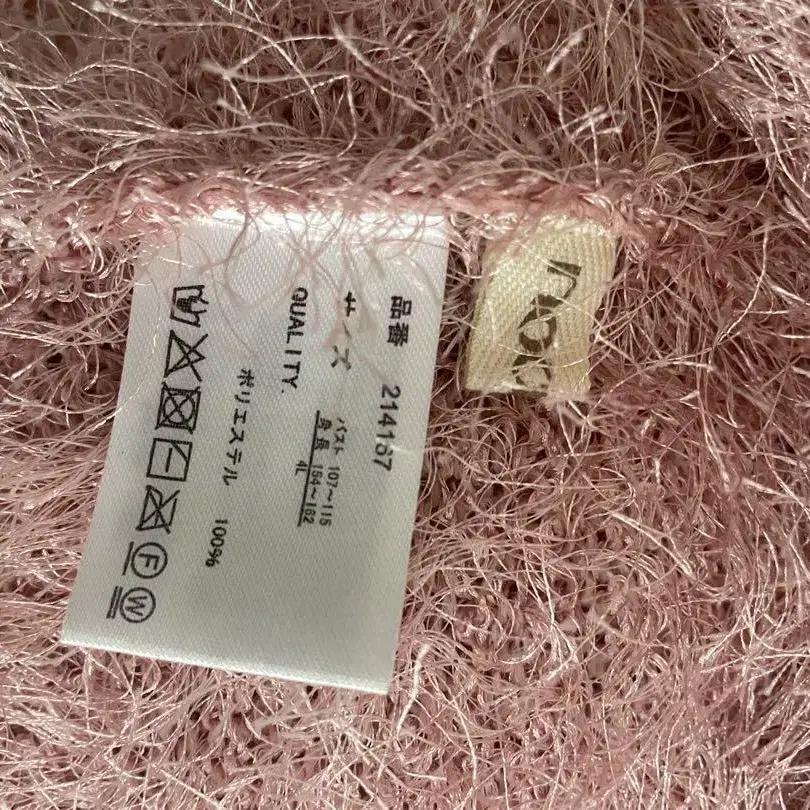 品番 214167
サイズ
バスト 107～115
身長 154～162
4L
QUALITY.
ポリエステル 100%
F
W